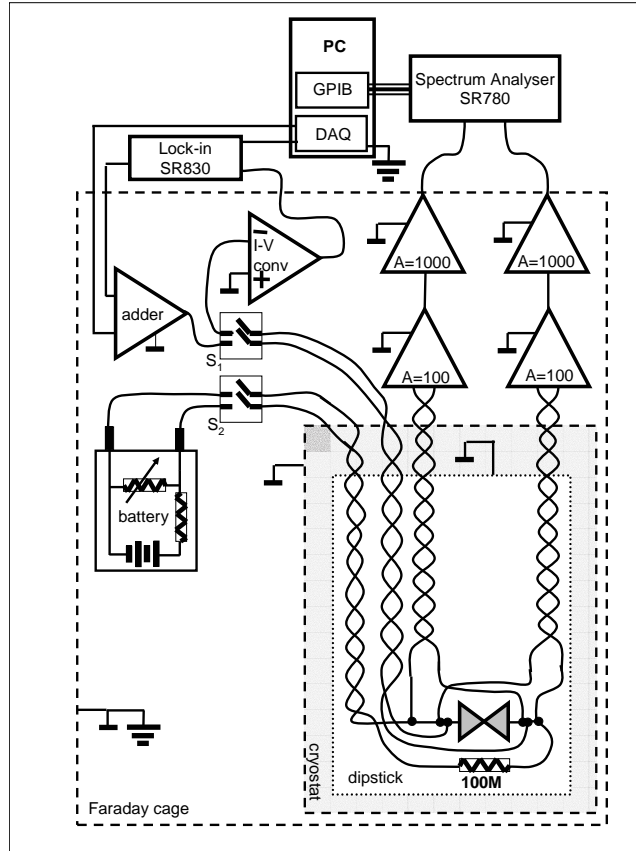 PC
GPIB
DAQ
Spectrum Analyser
SR780
Lock-in
SR830
I-V
conv
adder
A=1000
A=1000
A=100
A=100
S1
S2
battery
cryostat
dipstick
100M
Faraday cage